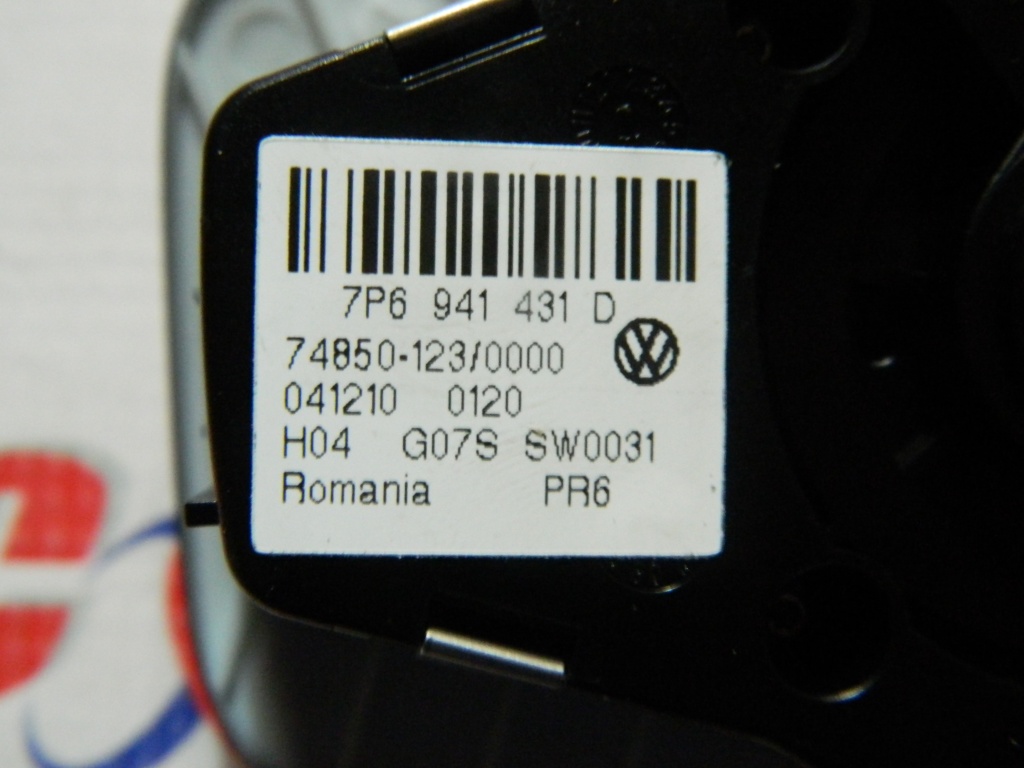 7P6 941 431 D
74850-123/0000
041210 0120
H04 G07S SW0031
Romania PR6